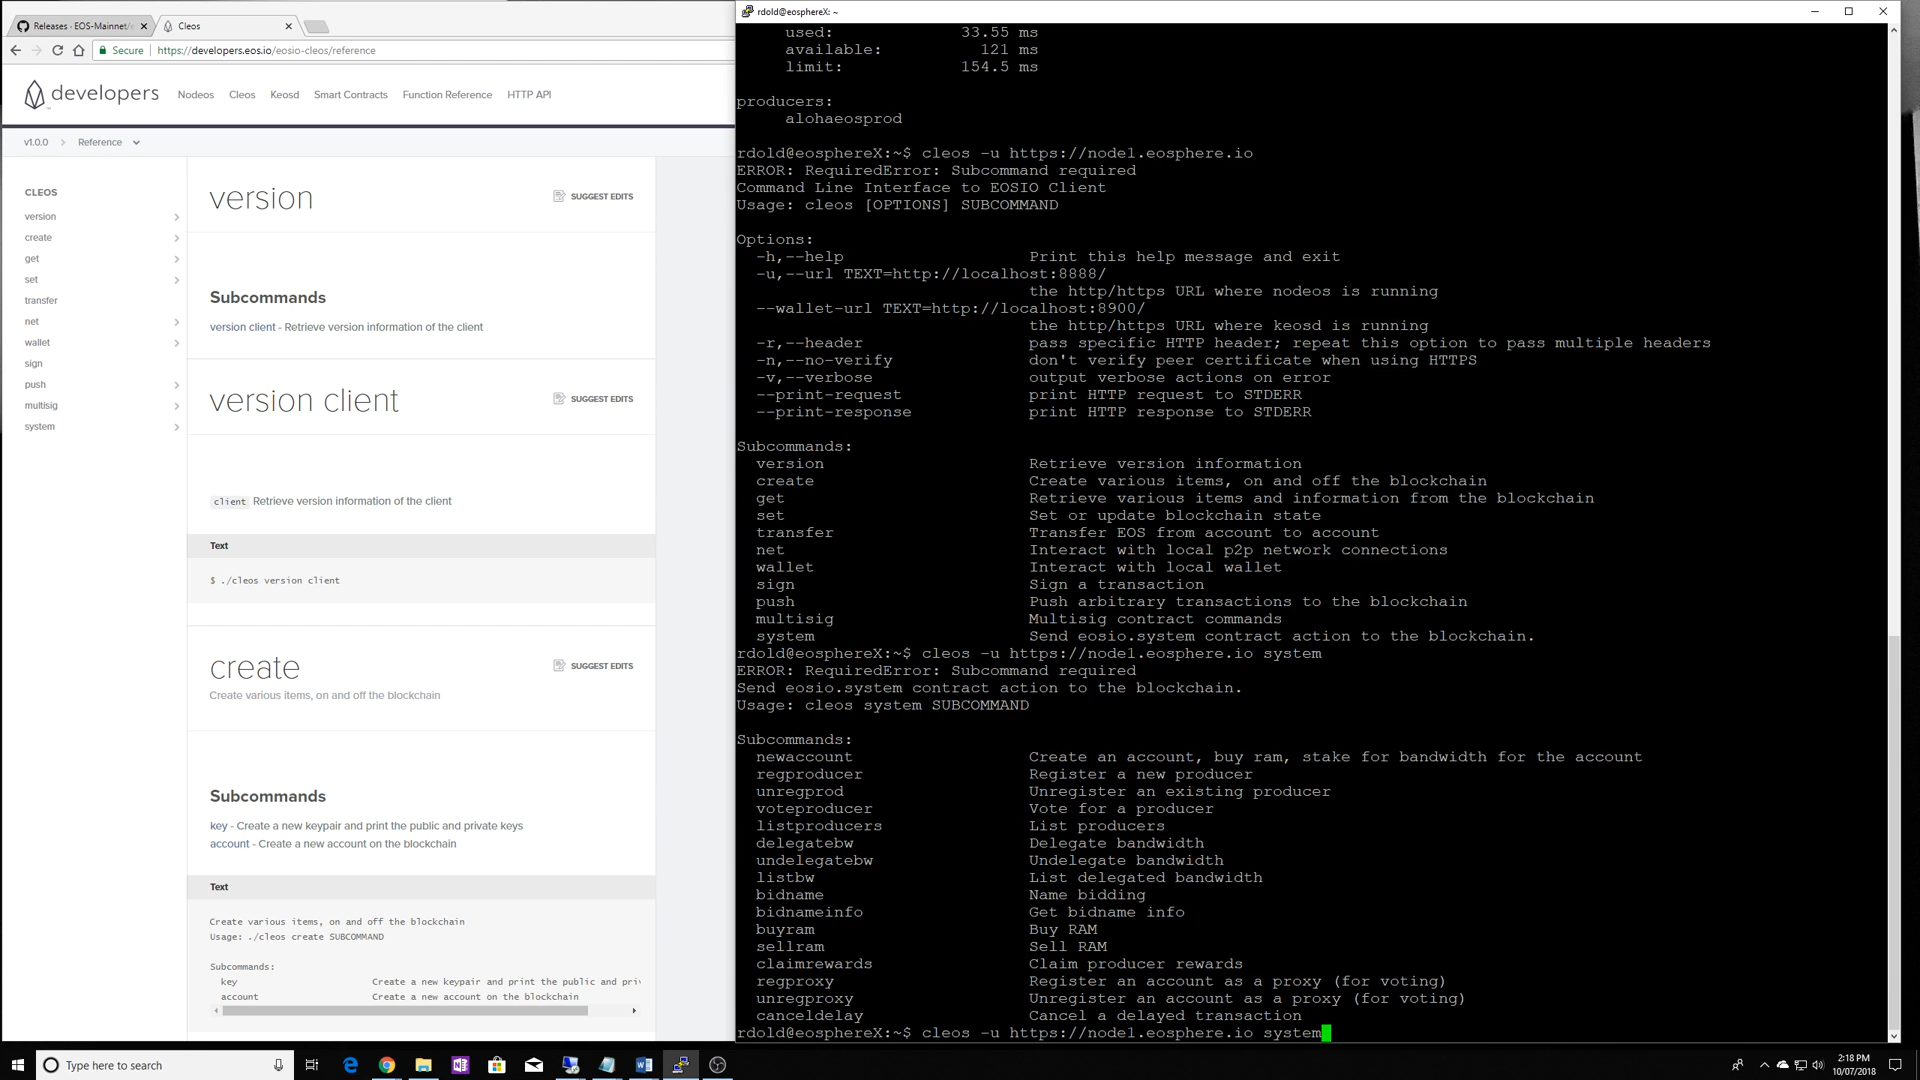 Releases · EOS-Mainnet/
Cleos
Secure
https://developers.eos.io/eosio-cleos/reference
developers
Nodeos
Cleos
Keosd
Smart Contracts
Function Reference
HTTP API
v1.0.0
Reference
CLEOS
version
create
get
set
transfer
net
wallet
sign
push
multisig
system
version
SUGGEST EDITS
Subcommands
version client - Retrieve version information of the client
version client
SUGGEST EDITS
client Retrieve version information of the client
Text
$ ./cleos version client
create
SUGGEST EDITS
Create various items, on and off the blockchain
Subcommands
key - Create a new keypair and print the public and private keys
account - Create a new account on the blockchain
Text
Create various items, on and off the blockchain
Usage: ./cleos create SUBCOMMAND
Subcommands:
key Create a new keypair and print the public and pri
account Create a new account on the blockchain
rdold@eosphereX: ~
used: 33.55 ms
available: 121 ms
limit: 154.5 ms
producers:
alohaeosprod
rdold@eosphereX:~$ cleos -u https://node1.eosphere.io
ERROR: RequiredError: Subcommand required
Command Line Interface to EOSIO Client
Usage: cleos [OPTIONS] SUBCOMMAND
Options:
-h,--help Print this help message and exit
-u,--url TEXT=http://localhost:8888/
the http/https URL where nodeos is running
--wallet-url TEXT=http://localhost:8900/
the http/https URL where keosd is running
-r,--header pass specific HTTP header; repeat this option to pass multiple headers
-n,--no-verify don't verify peer certificate when using HTTPS
-v,--verbose output verbose actions on error
--print-request print HTTP request to STDERR
--print-response print HTTP response to STDERR
Subcommands:
version Retrieve version information
create Create various items, on and off the blockchain
get Retrieve various items and information from the blockchain
set Set or update blockchain state
transfer Transfer EOS from account to account
net Interact with local p2p network connections
wallet Interact with local wallet
sign Sign a transaction
push Push arbitrary transactions to the blockchain
multisig Multisig contract commands
system Send eosio.system contract action to the blockchain.
rdold@eosphereX:~$ cleos -u https://node1.eosphere.io system
ERROR: RequiredError: Subcommand required
Send eosio.system contract action to the blockchain.
Usage: cleos system SUBCOMMAND
Subcommands:
newaccount Create an account, buy ram, stake for bandwidth for the account
regproducer Register a new producer
unregprod Unregister an existing producer
voteproducer Vote for a producer
listproducers List producers
delegatebw Delegate bandwidth
undelegatebw Undelegate bandwidth
listbw List delegated bandwidth
bidname Name bidding
bidnameinfo Get bidname info
buyram Buy RAM
sellram Sell RAM
claimrewards Claim producer rewards
regproxy Register an account as a proxy (for voting)
unregproxy Unregister an account as a proxy (for voting)
canceldelay Cancel a delayed transaction
rdold@eosphereX:~$ cleos -u https://node1.eosphere.io system
Type here to search
2:18 PM
10/07/2018